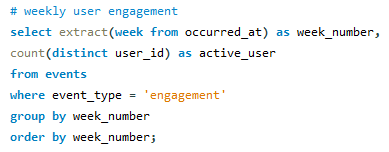 # weekly user engagement
select extract(week from occurred_at) as week_number,
count(distinct user_id) as active_user
from events
where event_type = 'engagement'
group by week_number
order by week_number;